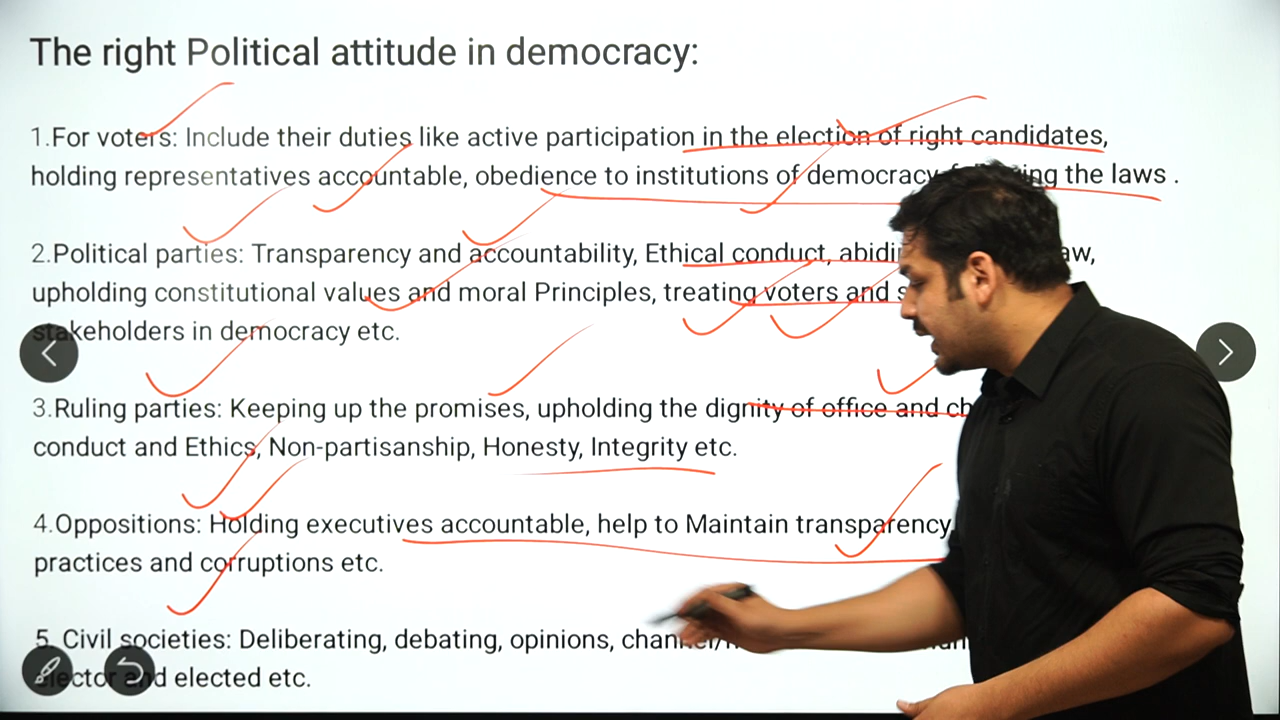 The right Political attitude in democracy:
1.For voters: Include their duties like active participation in the election of right candidates,
holding representatives accountable, obedience to institutions of democracy the laws .
2.Political parties: Transparency and accountability, Ethical conduct,
upholding constitutional values and moral Principles, treating voters and
stakeholders in democracy etc.
3.Ruling parties: Keeping up the promises, upholding the dignity of office and
conduct and Ethics, Non-partisanship, Honesty, Integrity etc.
4.Oppositions: Holding executives accountable, help to Maintain transparency
practices and corruptions etc.
5. Civil societies: Deliberating, debating, opinions,
elector and elected etc.